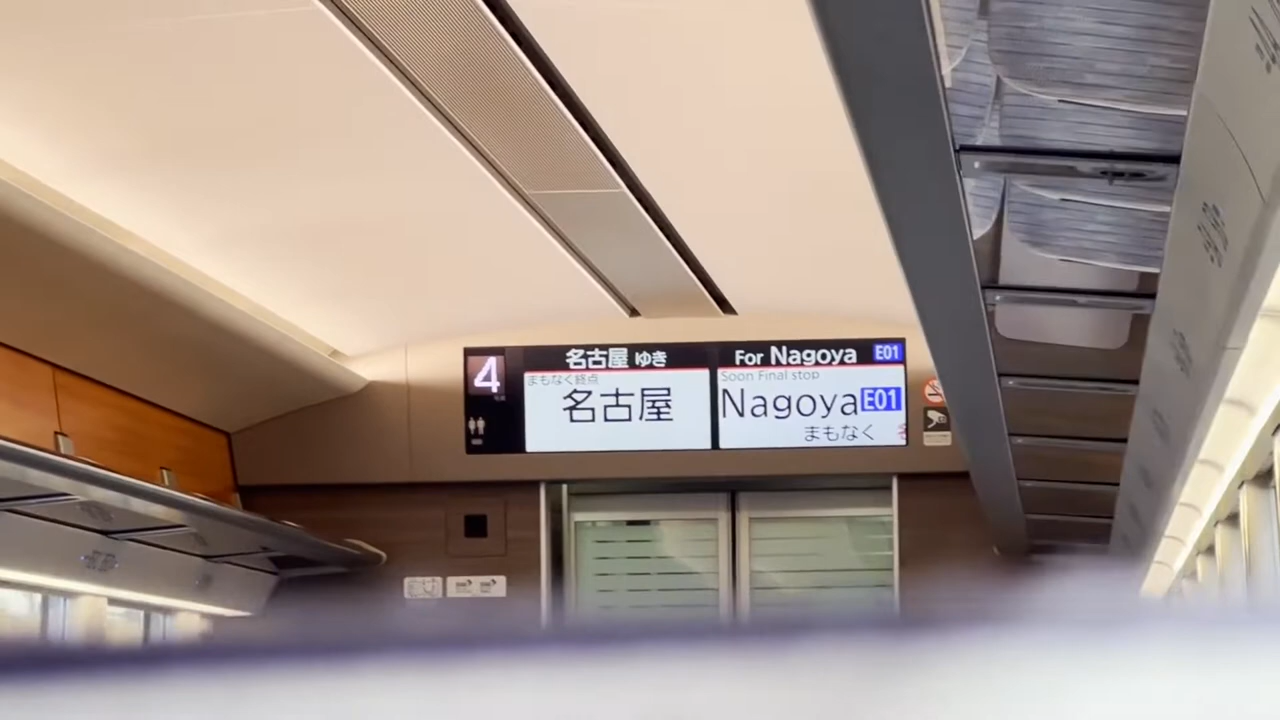 4
名古屋 ゆき
まもなく終点
名古屋
For Nagoya E01
Soon Final stop
Nagoya E01
まもなく